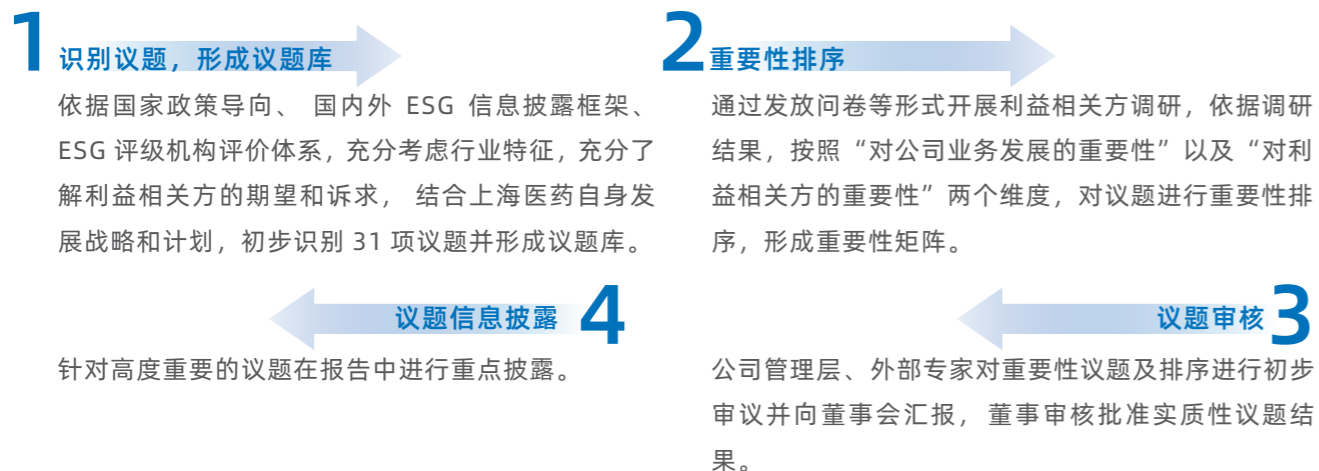 1 识别议题，形成议题库
依据国家政策导向、 国内外 ESG 信息披露框架、
ESG 评级机构评价体系，充分考虑行业特征，充分了
解利益相关方的期望和诉求， 结合上海医药自身发
展战略和计划，初步识别 31 项议题并形成议题库。
2 重要性排序
通过发放问卷等形式开展利益相关方调研，依据调研
结果，按照“对公司业务发展的重要性”以及“对利
益相关方的重要性”两个维度，对议题进行重要性排
序，形成重要性矩阵。
议题审核 3
公司管理层、外部专家对重要性议题及排序进行初步
审议并向董事会汇报， 董事审核批准实质性议题结
果。
议题信息披露 4
针对高度重要的议题在报告中进行重点披露。